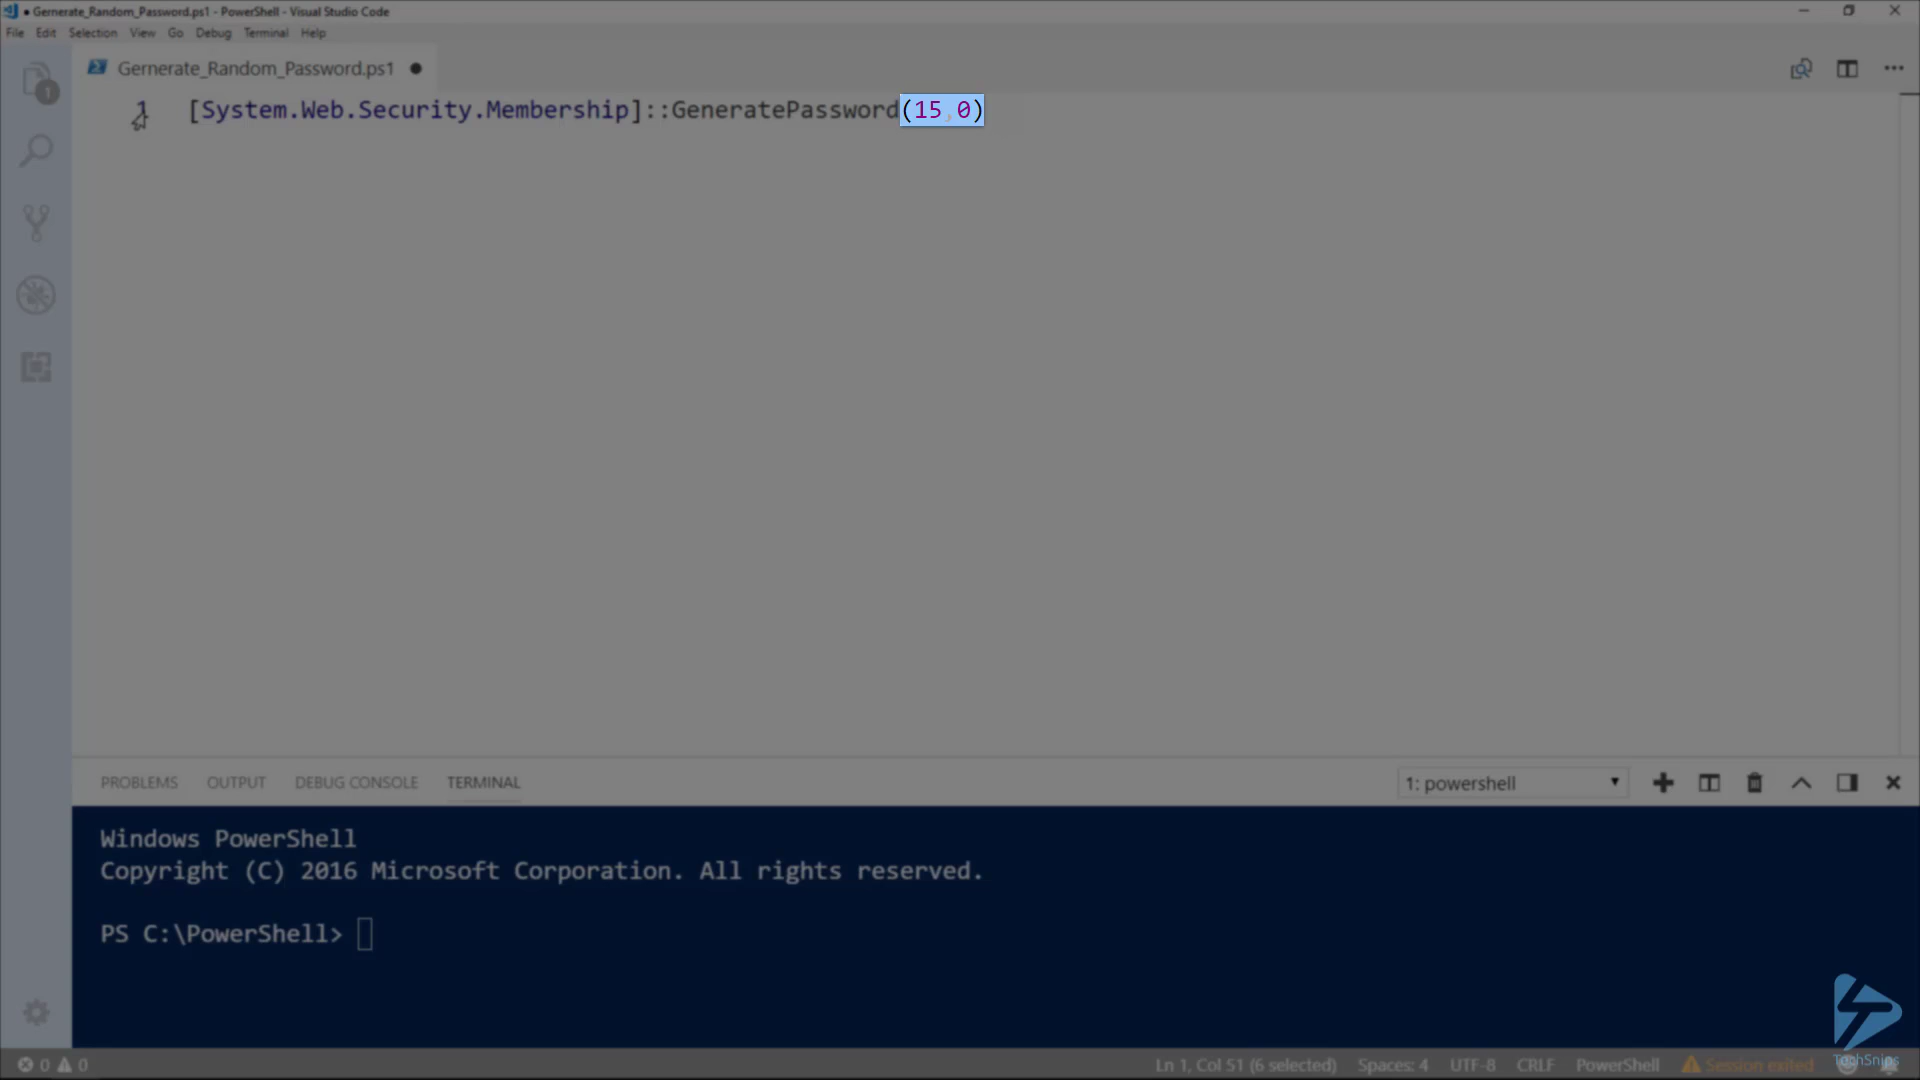 Gernerate_Random_Password.ps1 - PowerShell - Visual Studio Code
File Edit Selection View Go Debug Terminal Help
Gernerate_Random_Password.ps1
1
1 [System.Web.Security.Membership]::GeneratePassword(15,0)
PROBLEMS OUTPUT DEBUG CONSOLE TERMINAL 1: powershell
Windows PowerShell
Copyright (C) 2016 Microsoft Corporation. All rights reserved.
PS C:\PowerShell>
0 0 Ln 1, Col 51 (6 selected) Spaces: 4 UTF-8 CRLF PowerShell Session exited
TechSnips